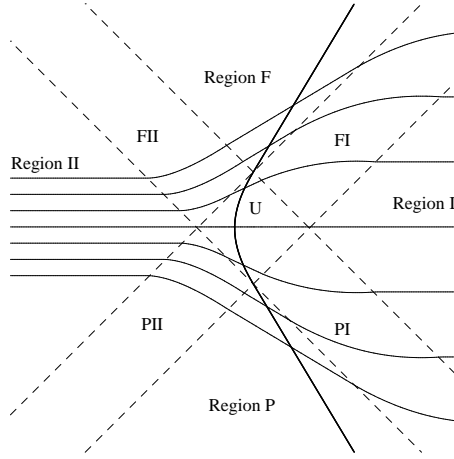 Region F
FII
FI
Region II
U
Region I
PII
PI
Region P